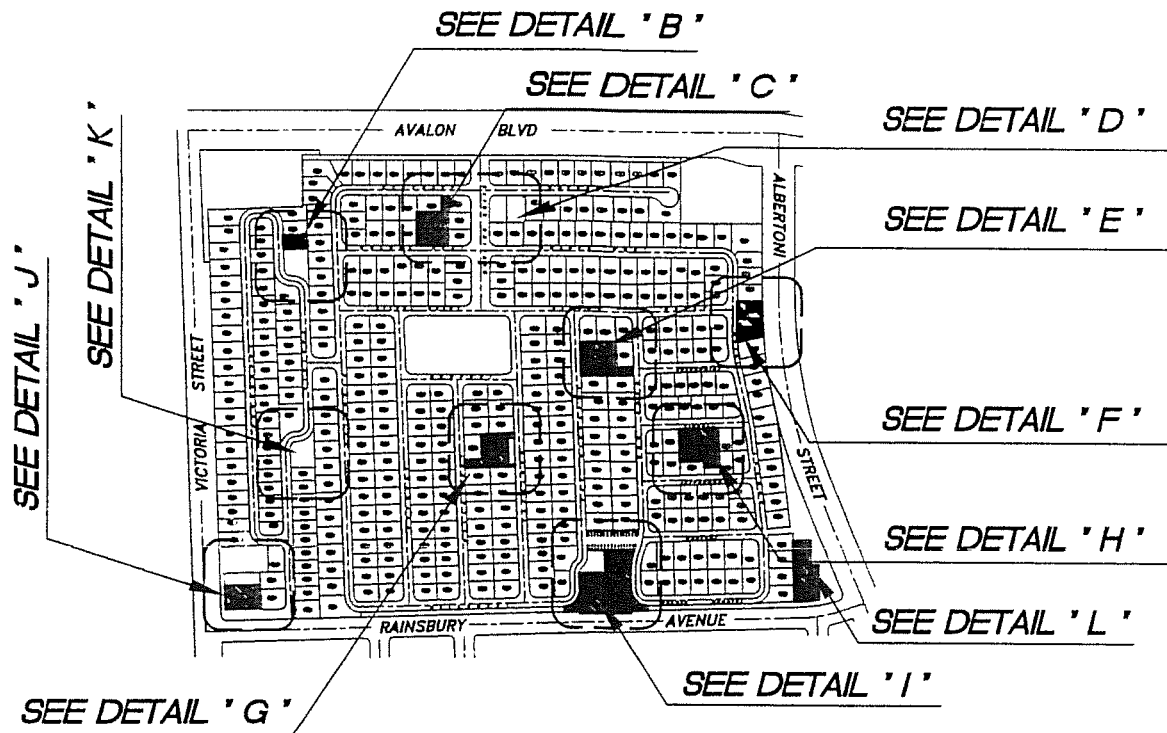 SEE DETAIL "B"
SEE DETAIL "C"
SEE DETAIL "D"
SEE DETAIL "K"
AVALON BLVD
ALBERTONI
STREET
SEE DETAIL "E"
SEE DETAIL "J"
VICTORIA STREET
SEE DETAIL "F"
SEE DETAIL "H"
RAINSBURY AVENUE
SEE DETAIL "L"
SEE DETAIL "I"
SEE DETAIL "G"